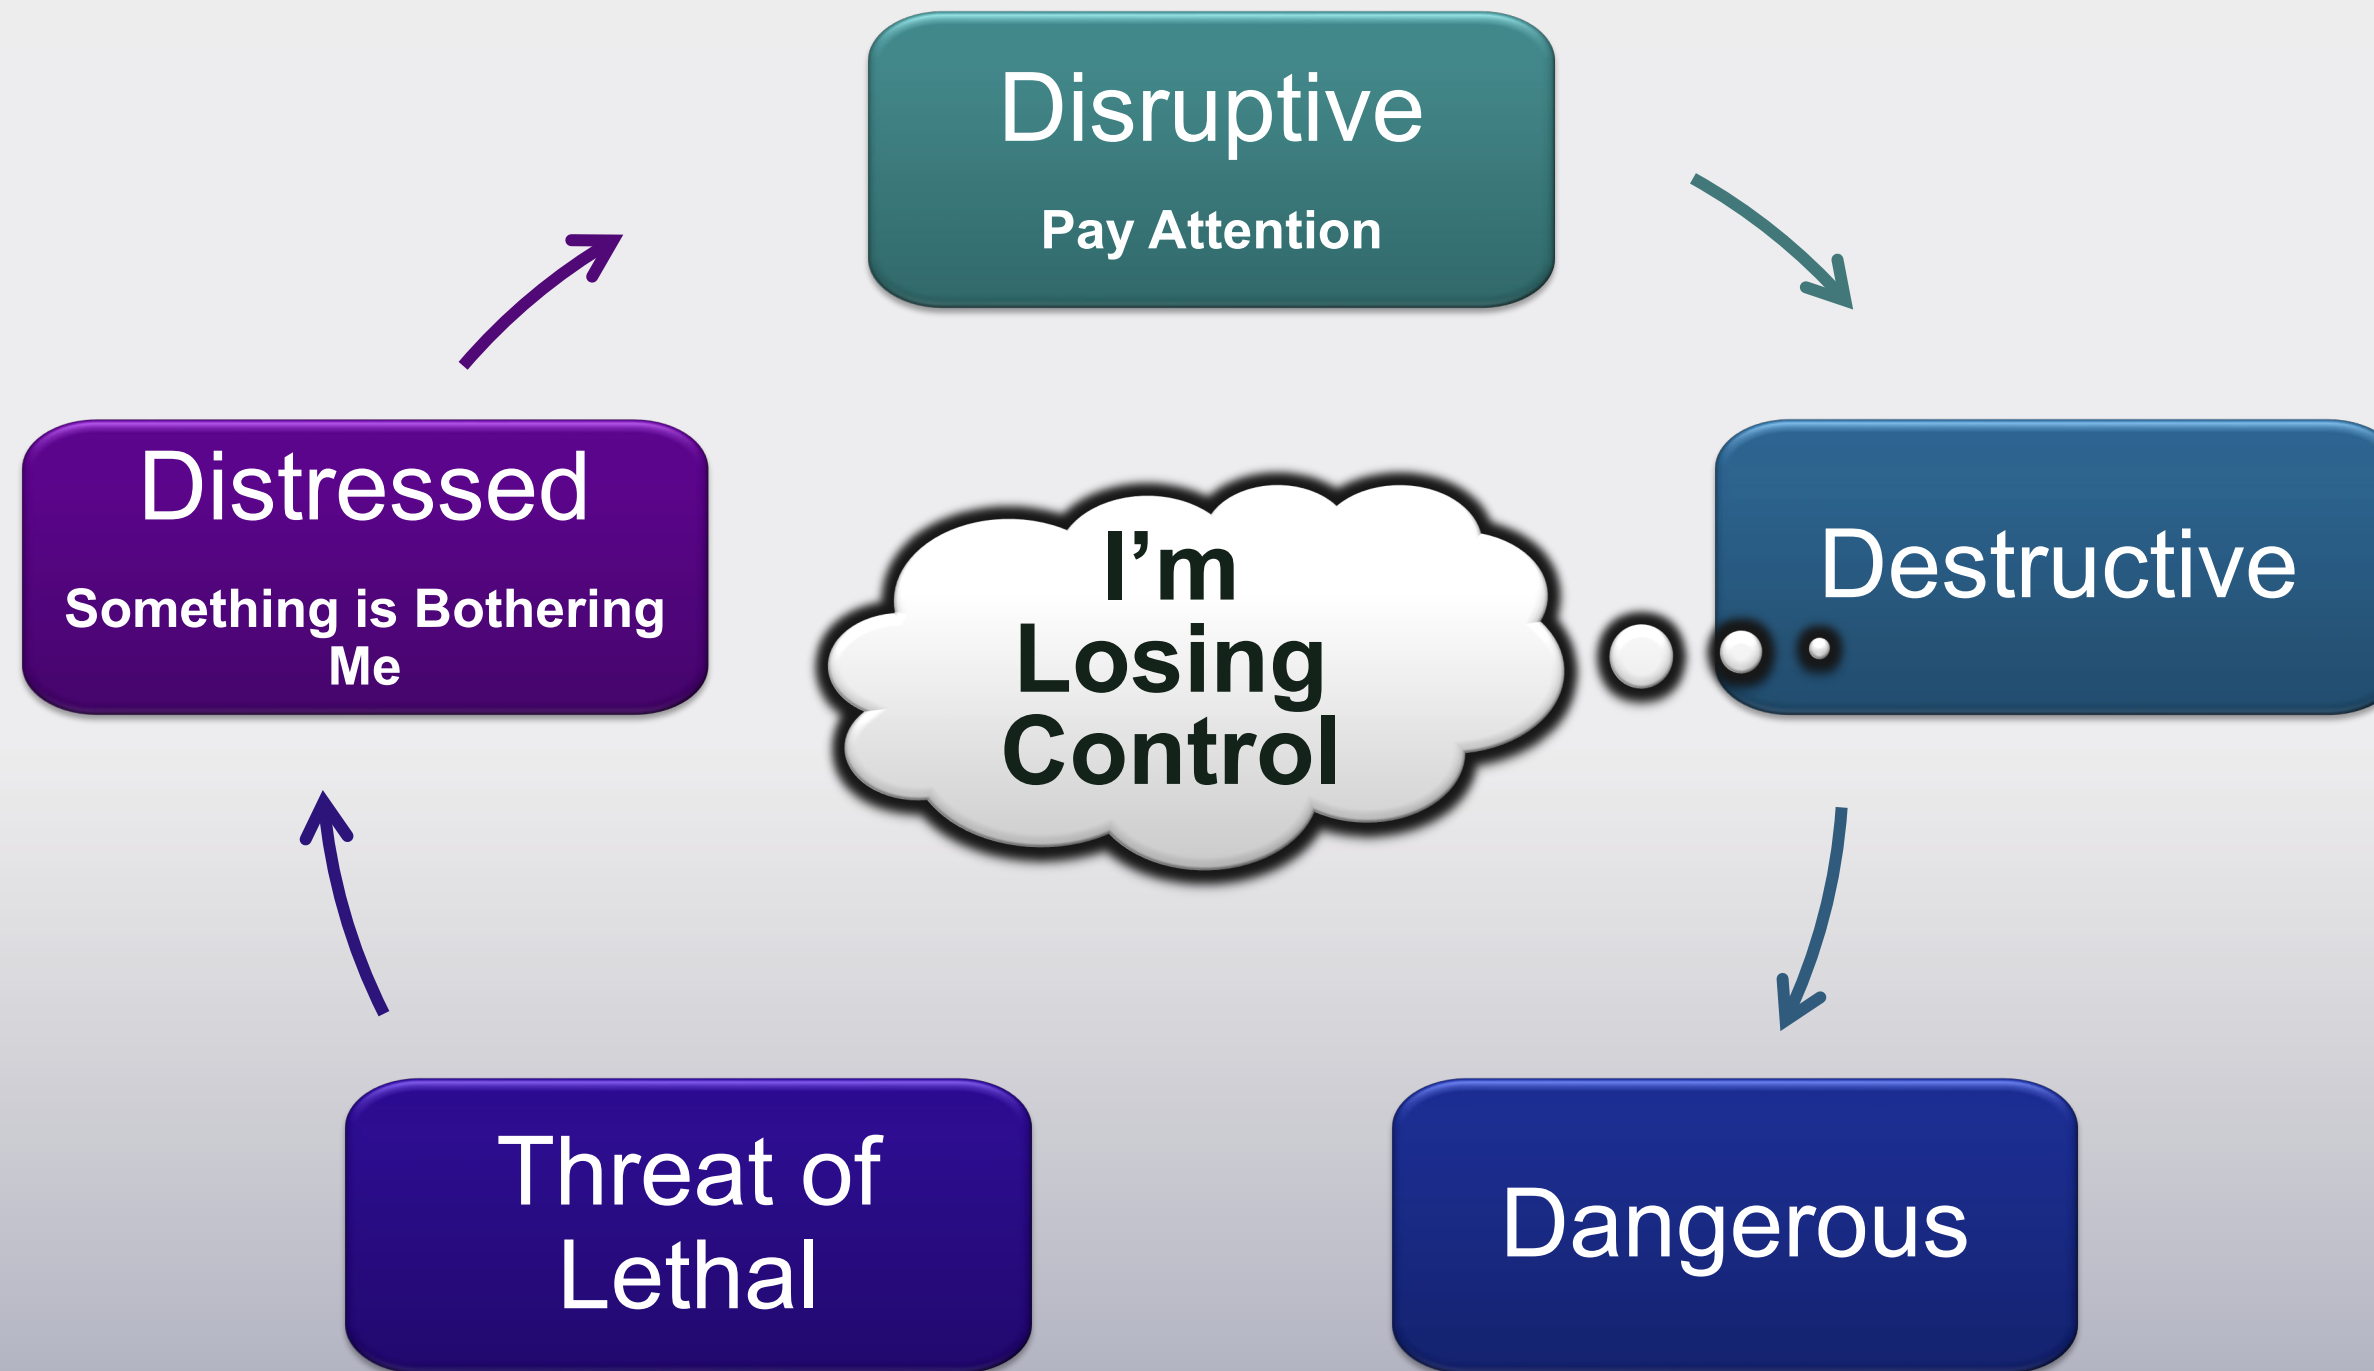 Disruptive
Pay Attention
Distressed
Something is Bothering
Me
I’m
Losing
Control
Destructive
Threat of
Lethal
Dangerous